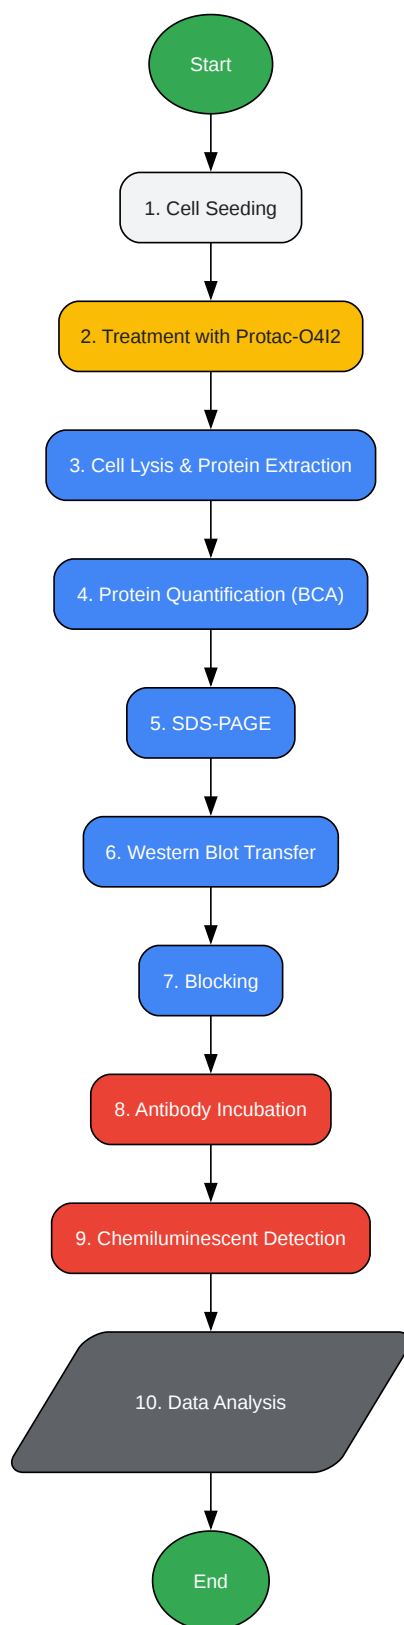 Start
1. Cell Seeding
2. Treatment with Protac-O4I2
3. Cell Lysis & Protein Extraction
4. Protein Quantification (BCA)
5. SDS-PAGE
6. Western Blot Transfer
7. Blocking
8. Antibody Incubation
9. Chemiluminescent Detection
10. Data Analysis
End